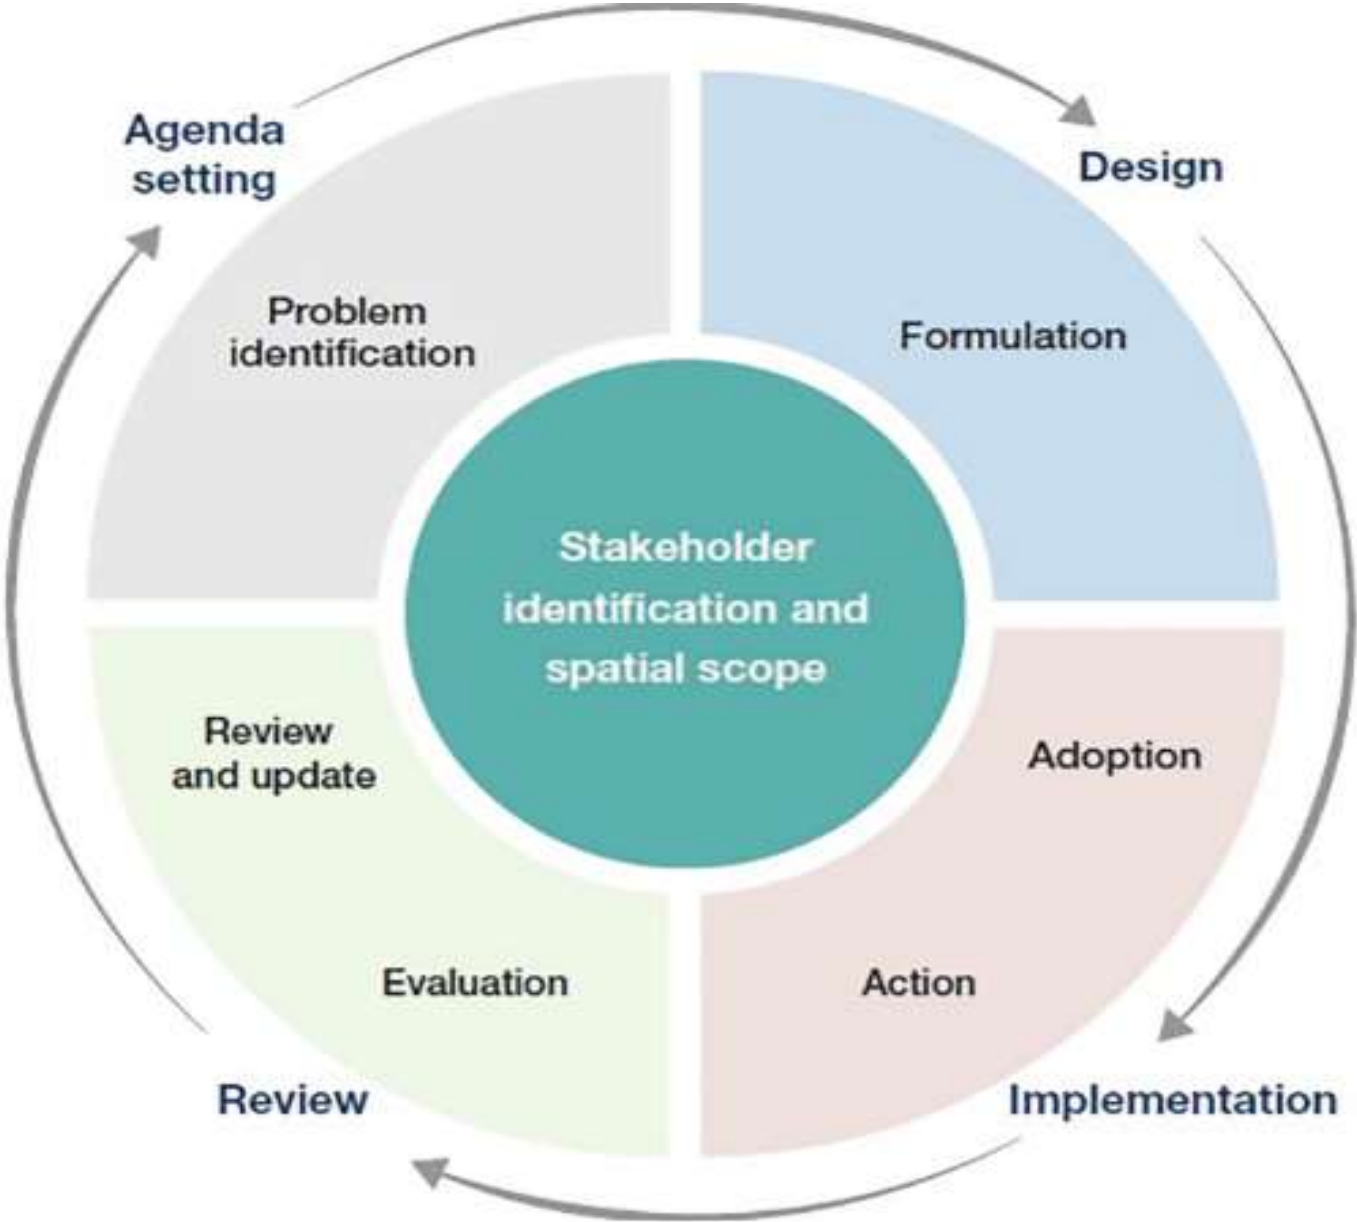 Agenda
setting
Design
Problem
identification
Formulation
Stakeholder
identification and
spatial scope
Review
and update
Adoption
Evaluation
Action
Review
Implementation